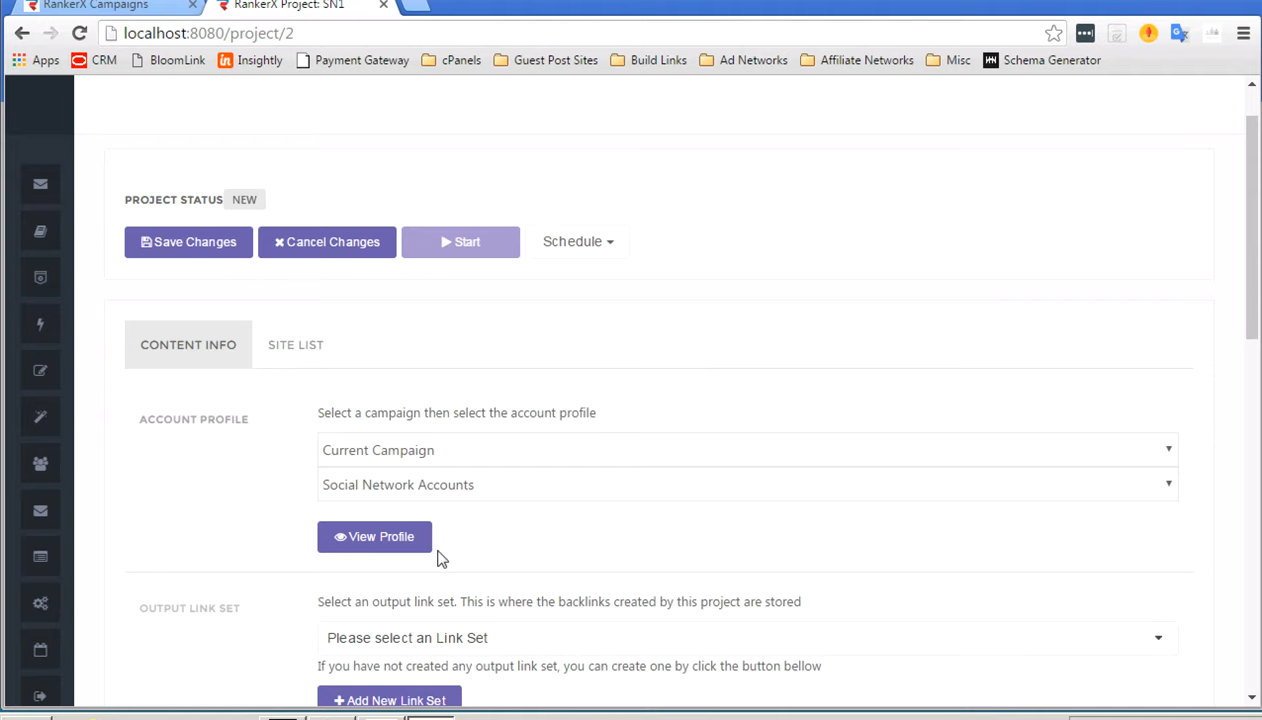 RankerX Campaigns
RankerX Project: SN1
localhost:8080/project/2
Apps CRM BloomLink Insightly Payment Gateway cPanels Guest Post Sites Build Links Ad Networks Affiliate Networks Misc Schema Generator
PROJECT STATUS NEW
Save Changes Cancel Changes Start Schedule
CONTENT INFO SITE LIST
ACCOUNT PROFILE
Select a campaign then select the account profile
Current Campaign
Social Network Accounts
View Profile
OUTPUT LINK SET
Select an output link set. This is where the backlinks created by this project are stored
Please select an Link Set
If you have not created any output link set, you can create one by click the button bellow
Add New Link Set